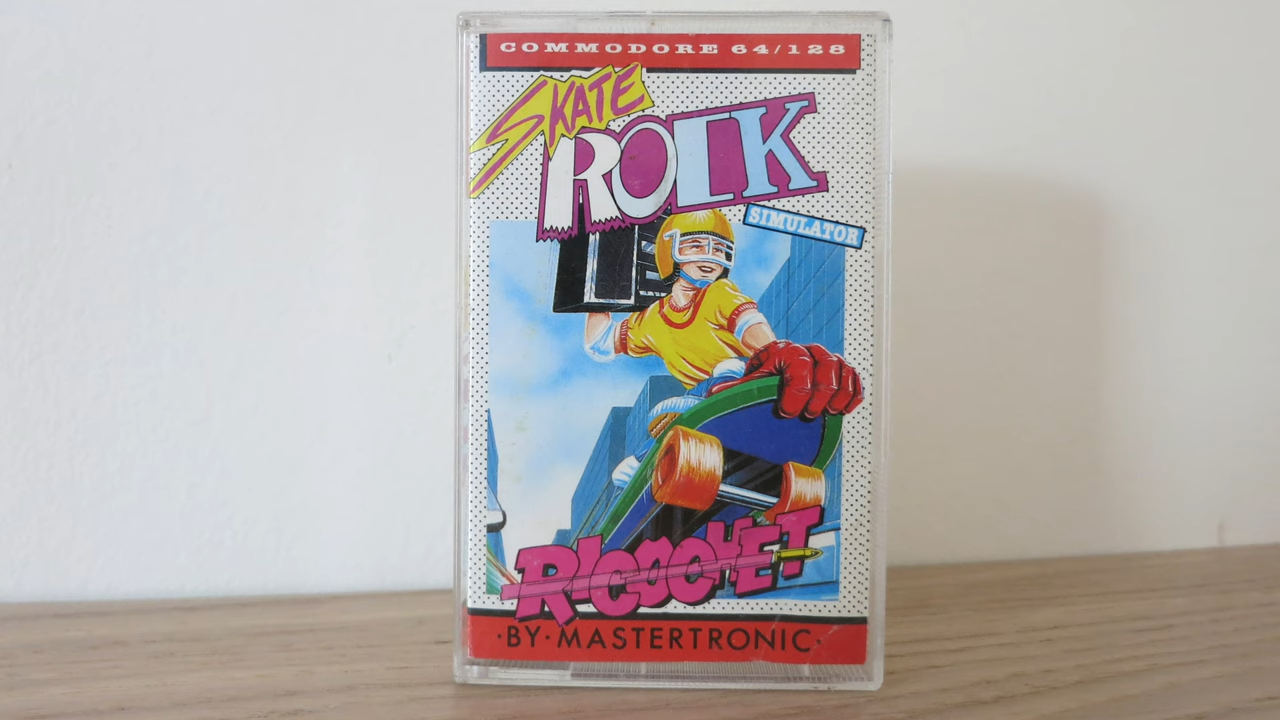 COMMODORE 64/128
SKATE
ROCK
SIMULATOR
RICOCHET
·BY·MASTERTRONIC·